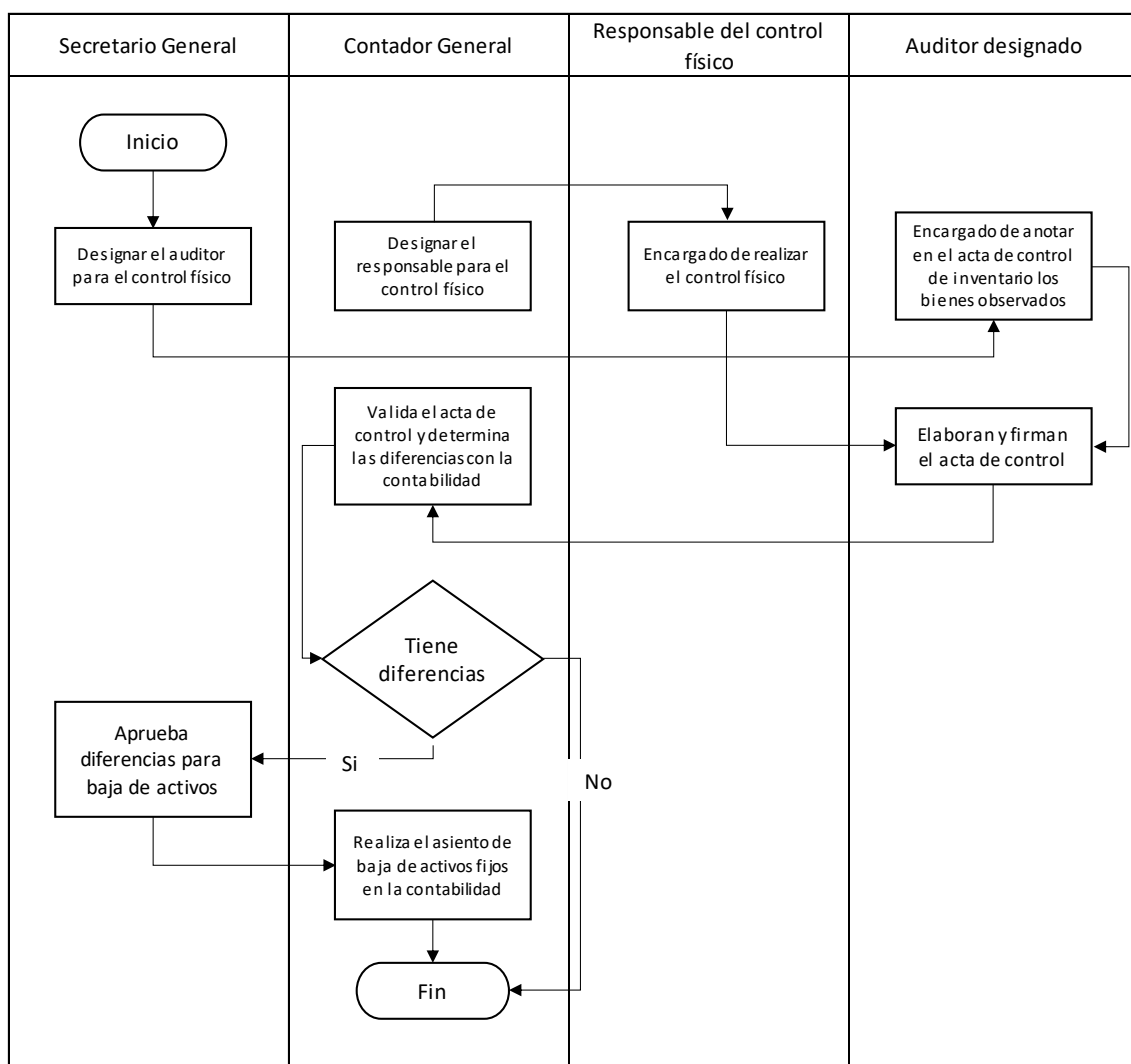 Secretario General
Contador General
Responsable del control
físico
Auditor designado
Inicio
Designar el auditor
para el control físico
Designar el
responsable para el
control físico
Encargado de realizar
el control físico
Encargado de anotar
en el acta de control
de inventario los
bienes observados
Valida el acta de
control y determina
las diferencias con la
contabilidad
Elaboran y firman
el acta de control
Tiene
diferencias
Aprueba
diferencias para
baja de activos
Si
No
Realiza el asiento de
baja de activos fijos
en la contabilidad
Fin